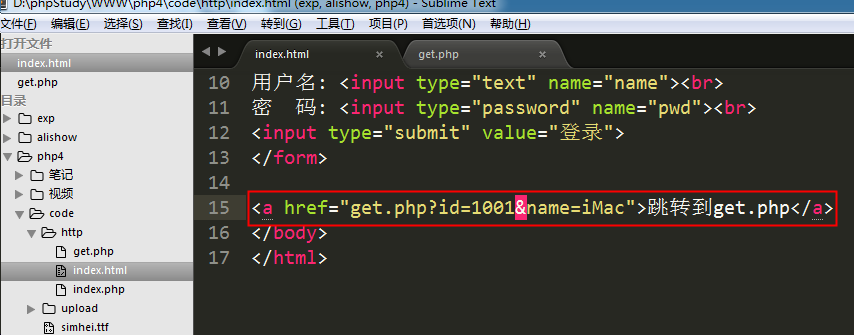 D:\phpStudy\WWW\php4\code\http\index.html (exp, alishow, php4) - Sublime Text
文件(F) 编辑(E) 选择(S) 查找(I) 查看(V) 转到(G) 工具(T) 项目(P) 首选项(N) 帮助(H)
打开文件
index.html
get.php
目录
exp
alishow
php4
笔记
视频
code
http
get.php
index.html
index.php
upload
simhei.ttf
index.html × get.php ×
10 用户名: <input type="text" name="name"><br>
11 密　码: <input type="password" name="pwd"><br>
12 <input type="submit" value="登录">
13 </form>
14
15 <a href="get.php?id=1001&name=iMac">跳转到get.php</a>
16 </body>
17 </html>